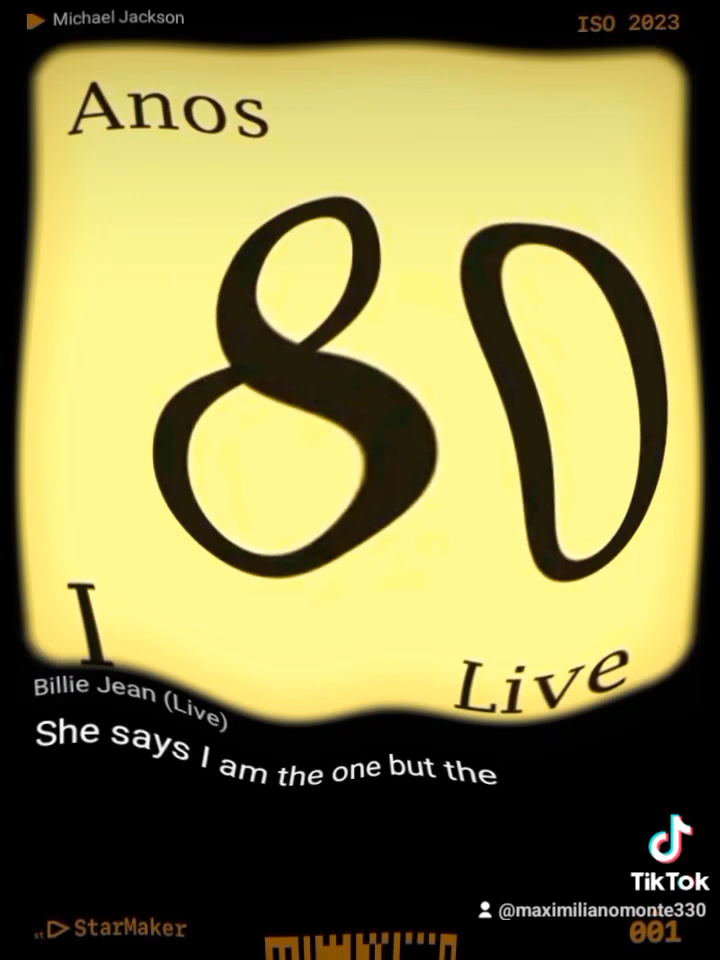 Michael Jackson
ISO 2023
Anos
80
I
Live
Billie Jean (Live)
She says I am the one but the
TikTok
@maximilianomonte330
st StarMaker
001